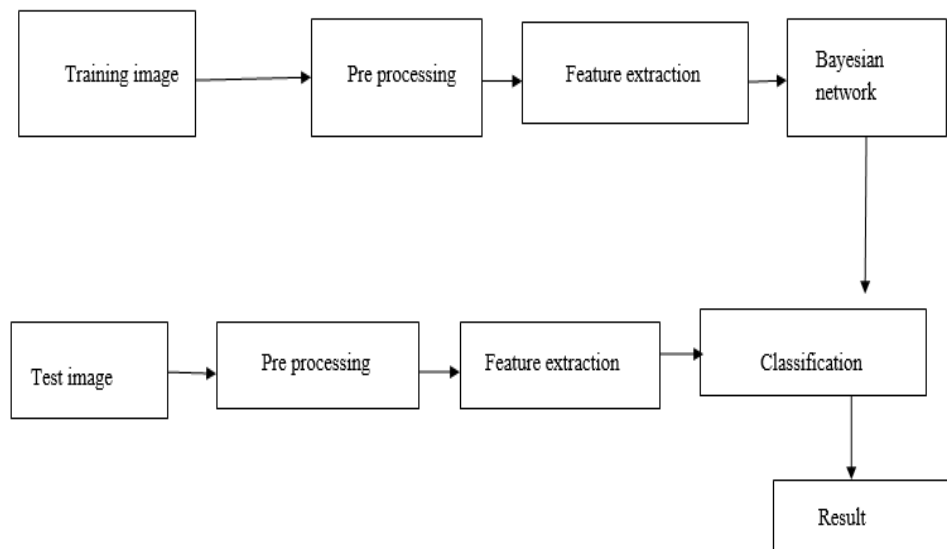 Training image
Pre processing
Feature extraction
Bayesian
network
Test image
Pre processing
Feature extraction
Classification
Result